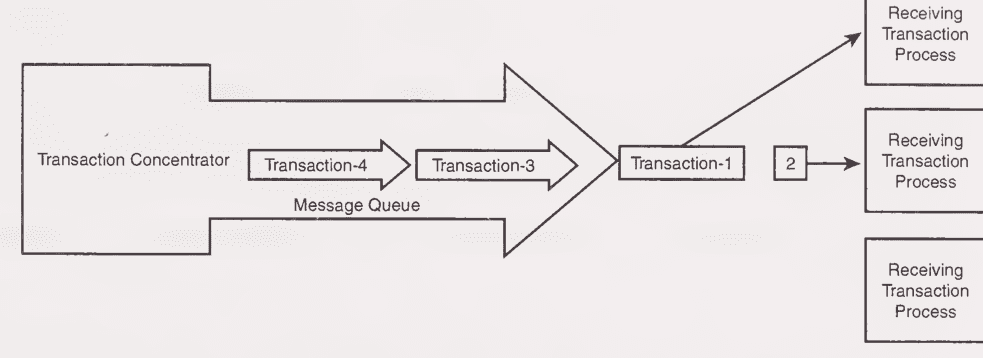 Receiving
Transaction
Process
Transaction Concentrator
Transaction-4
Transaction-3
Message Queue
Transaction-1
2
Receiving
Transaction
Process
Receiving
Transaction
Process